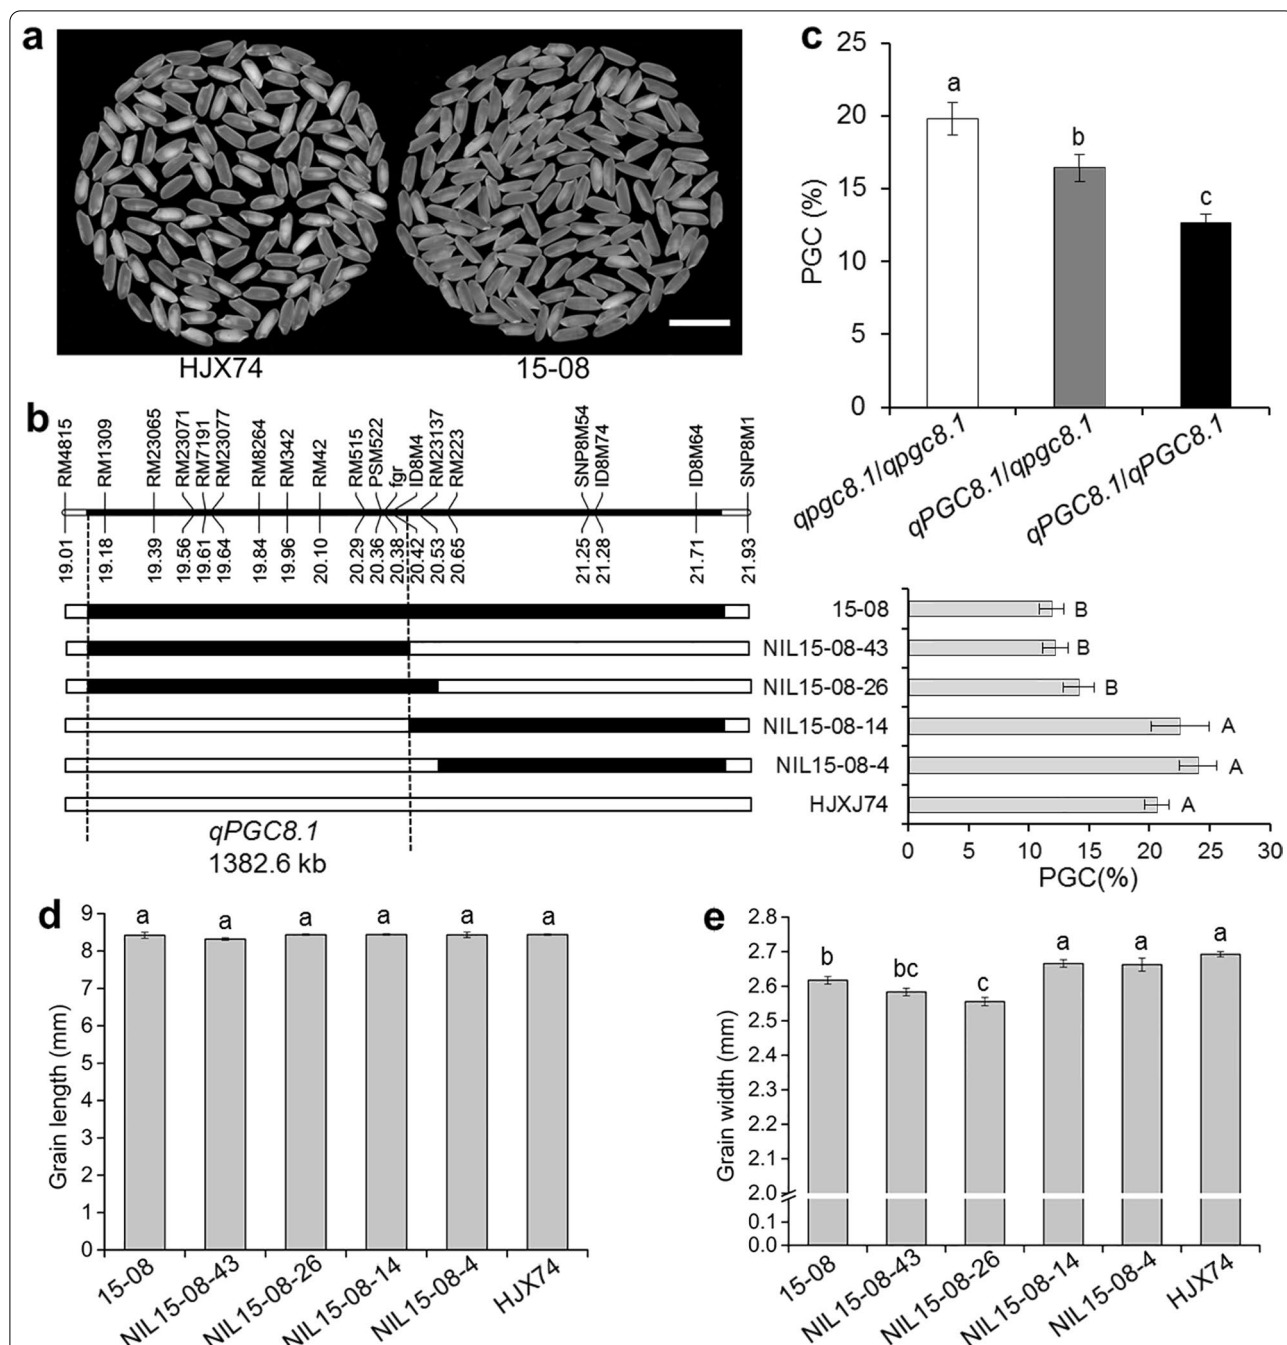 a
HJX74
15-08
c
PGC (%)
25
20
15
10
5
0
a
b
c
qpgc8.1/qpgc8.1
qPGC8.1/qpgc8.1
qPGC8.1/qPGC8.1
b
RM4815
RM1309
RM23065
RM23071
RM7191
RM23077
RM8264
RM342
RM42
RM515
PSM522
fgr
ID8M4
RM23137
RM223
SNP8M54
ID8M74
ID8M64
SNP8M1
19.01
19.18
19.39
19.56
19.61
19.64
19.84
19.96
20.10
20.29
20.36
20.38
20.42
20.53
20.65
21.25
21.28
21.71
21.93
15-08 B
NIL15-08-43 B
NIL15-08-26 B
NIL15-08-14 A
NIL15-08-4 A
HJXJ74 A
qPGC8.1
1382.6 kb
0 5 10 15 20 25 30
PGC(%)
d
Grain length (mm)
9
8
7
6
5
4
3
2
1
0
a a a a a a
15-08
NIL15-08-43
NIL15-08-26
NIL15-08-14
NIL15-08-4
HJX74
e
Grain width (mm)
2.8
2.7
2.6
2.5
2.4
2.3
2.2
2.1
2.0
0.1
0.0
b bc c a a a
15-08
NIL15-08-43
NIL15-08-26
NIL15-08-14
NIL15-08-4
HJX74